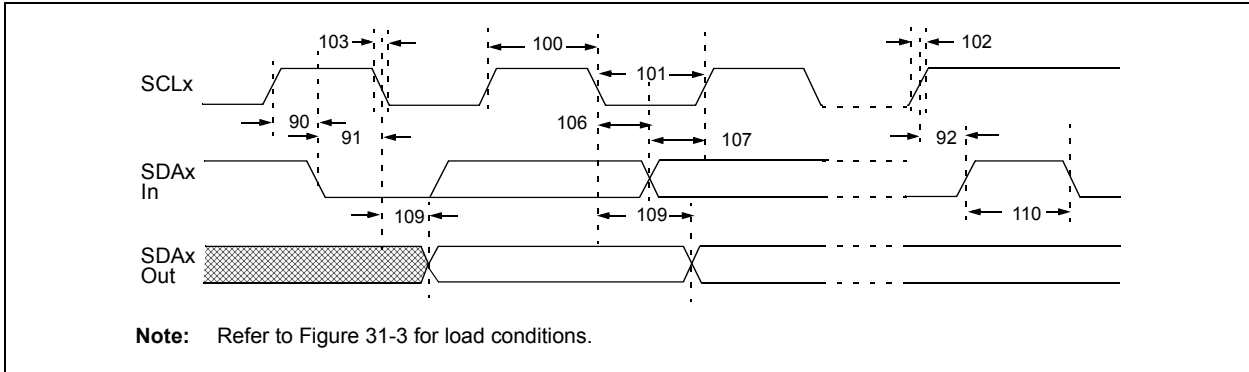 103
100
102
101
SCLx
90
106
91
107
92
SDAx
In
109
109
110
SDAx
Out
Note: Refer to Figure 31-3 for load conditions.